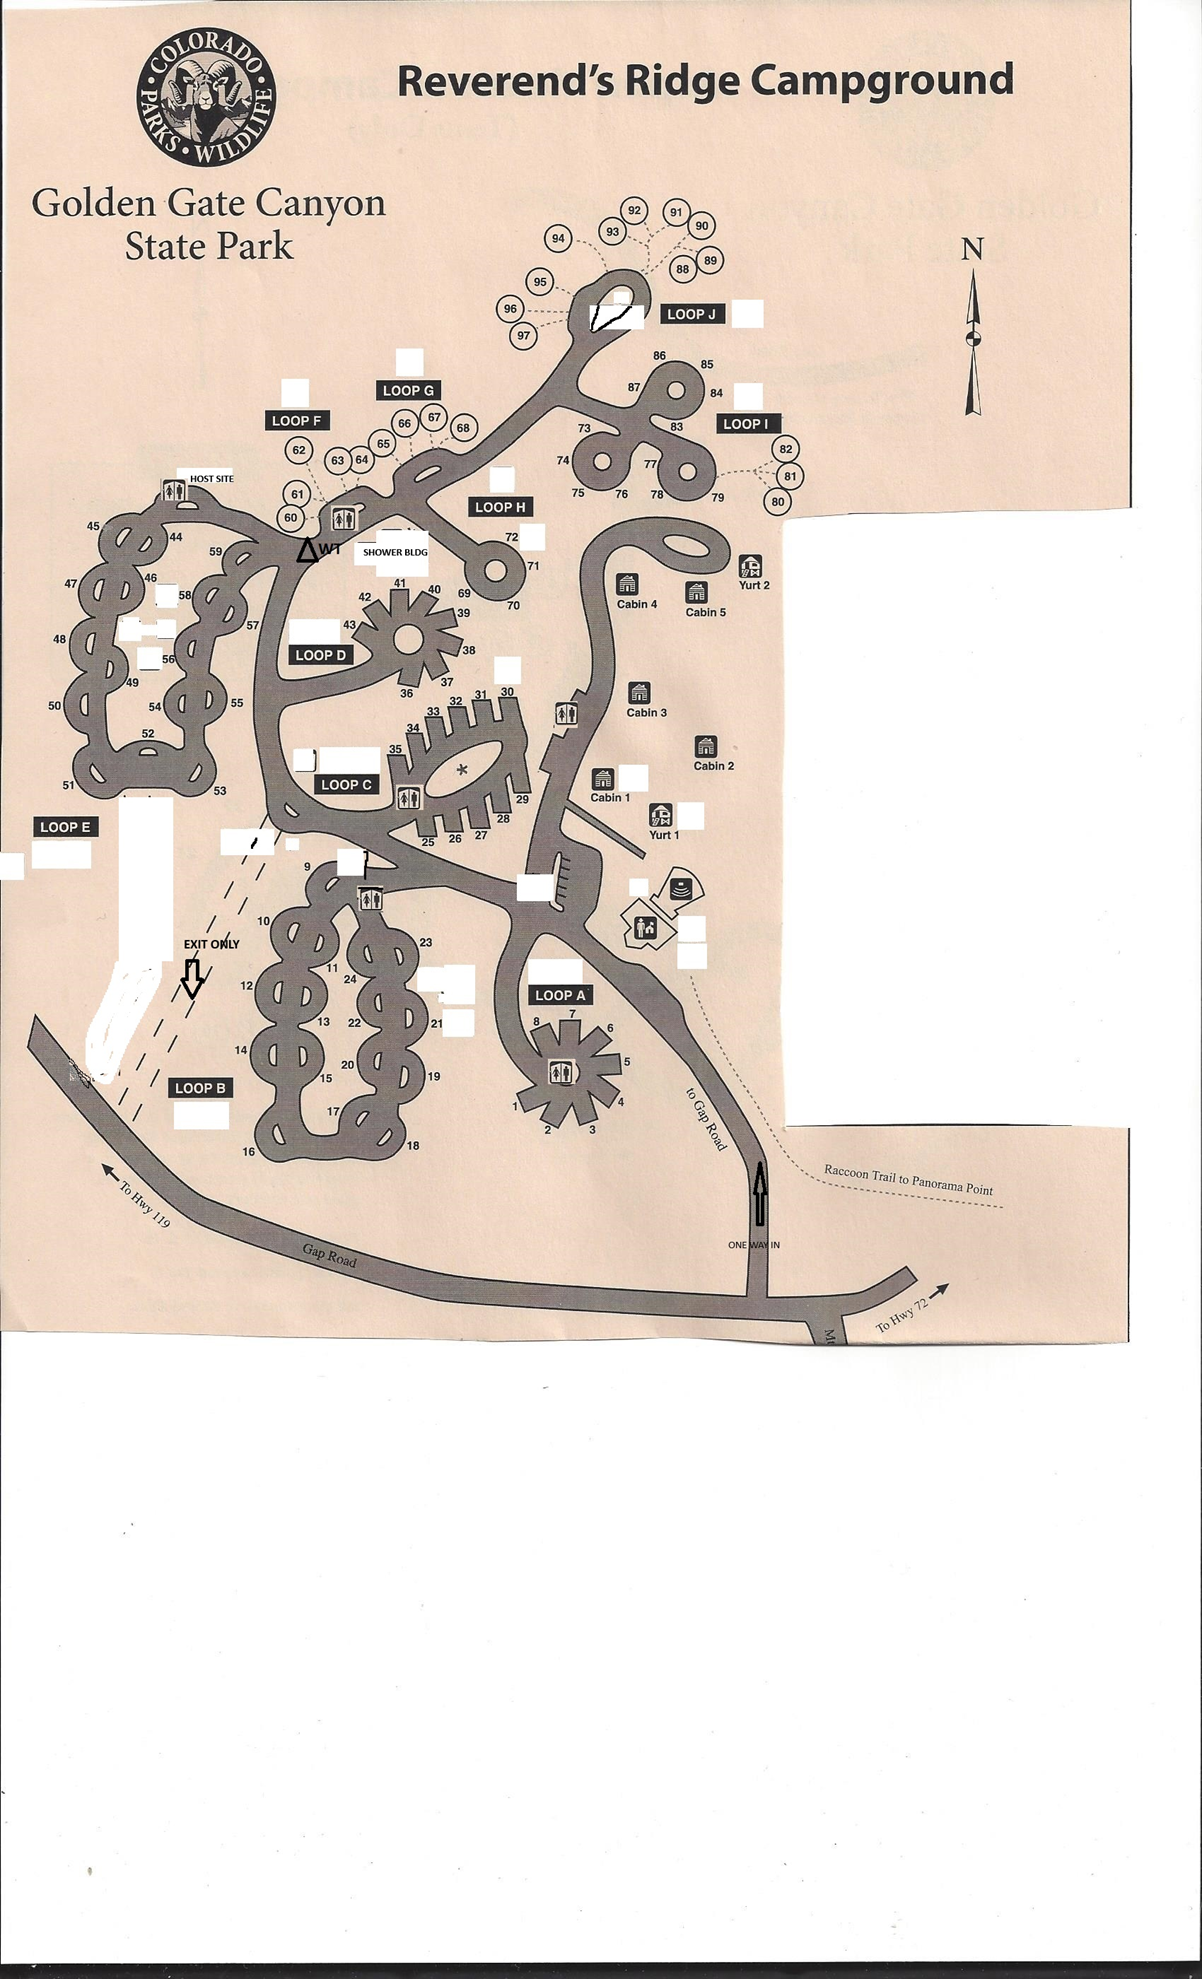 COLORADO
PARKS • WILDLIFE
Reverend's Ridge Campground
Golden Gate Canyon
State Park
N
92
91
93
90
94
89
88
95
96
97
LOOP J
86
85
87
84
LOOP G
LOOP F
LOOP I
66
67
68
65
62
63
64
61
60
73
83
74
77
75
76
78
79
82
81
80
HOST SITE
LOOP H
45
44
WT
SHOWER BLDG
72
71
69
70
59
47
46
58
57
48
56
49
50
54
55
52
51
53
41
42
40
43
39
38
37
36
LOOP D
Cabin 4
Cabin 5
Yurt 2
Cabin 3
Cabin 2
Cabin 1
Yurt 1
30
31
32
33
34
35
*
29
28
27
26
25
LOOP C
LOOP E
9
10
23
11
24
12
13
22
21
14
15
20
19
17
16
18
EXIT ONLY
LOOP B
LOOP A
7
8
6
5
4
1
2
3
to Gap Road
Raccoon Trail to Panorama Point
To Hwy 119
ONE WAY IN
Gap Road
To Hwy 72